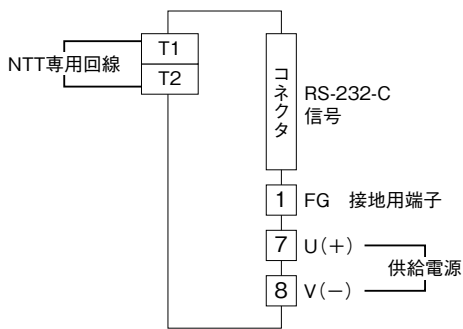 T1
NTT専用回線
T2
コネクタ
RS-232-C
信号
1 FG 接地用端子
7 U(+)
供給電源
8 V(−)